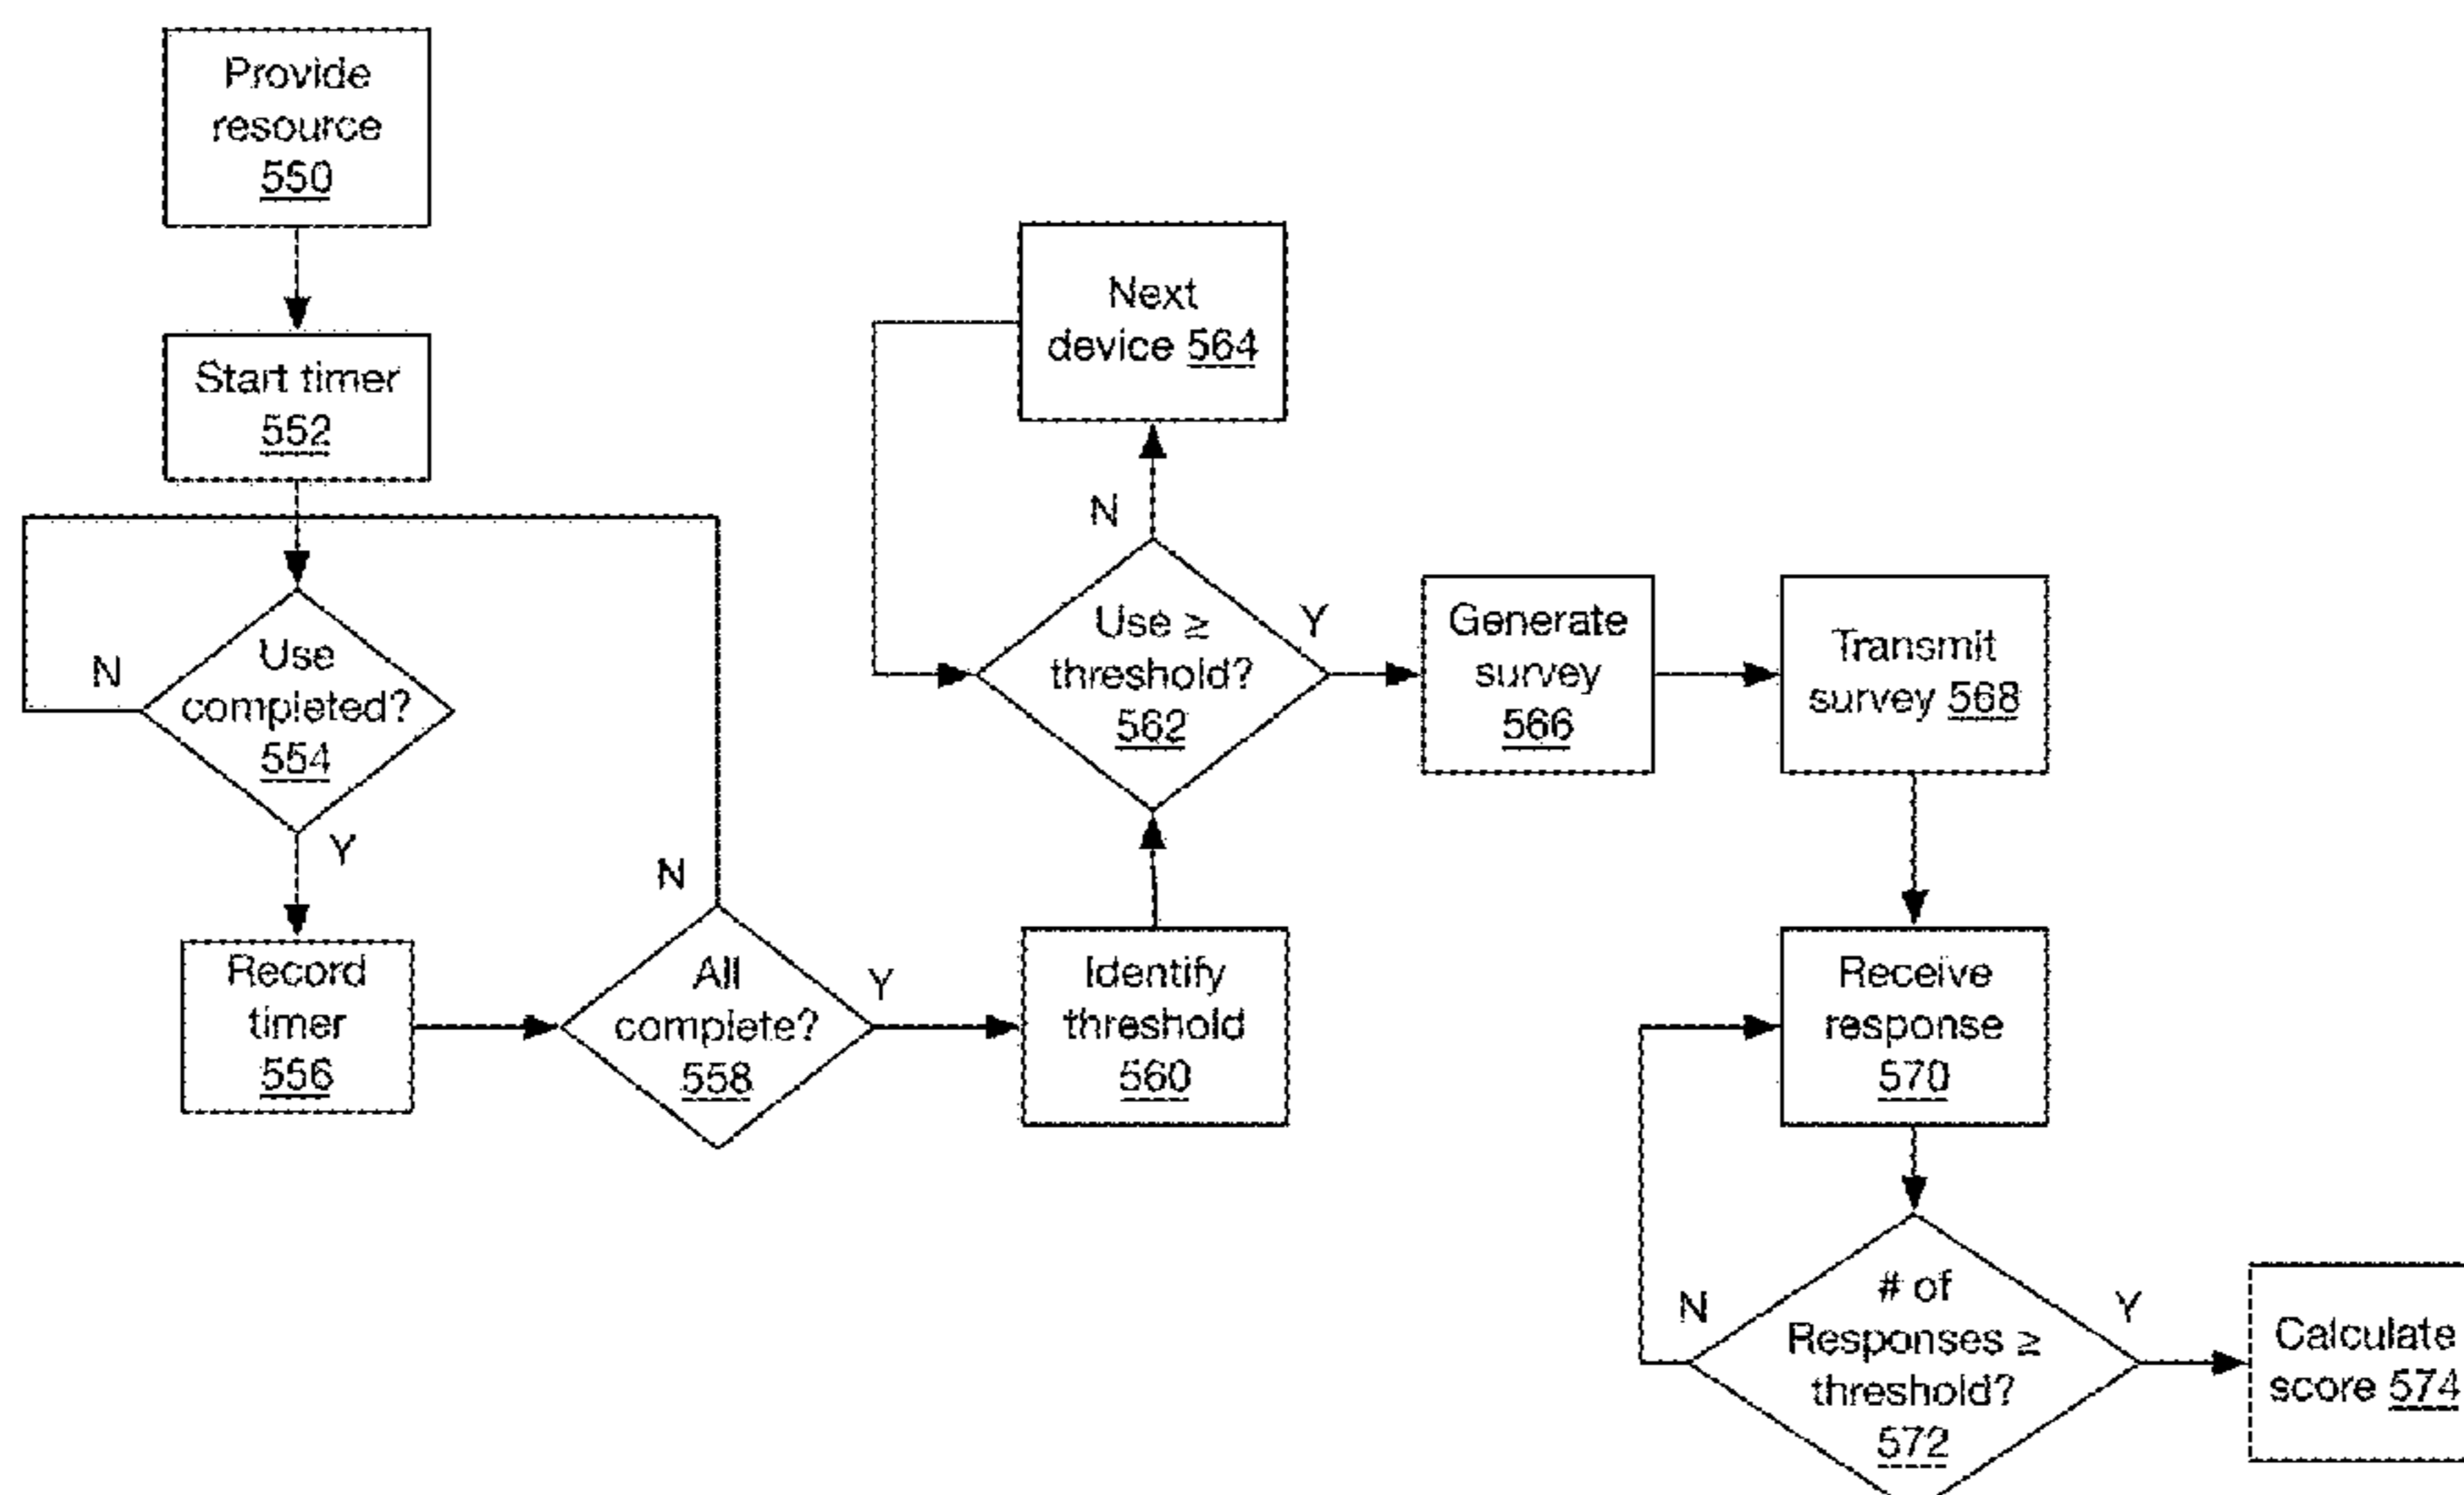 Provide
resource
550
Start timer
552
N
Use
completed?
554
Y
Record
timer
556
N
All
complete?
558
Y
Identify
threshold
560
Next
device 564
N
Use ≥
threshold?
562
Y
Generate
survey
566
Transmit
survey 568
Receive
response
570
N
# of
Responses ≥
threshold?
572
Y
Calculate
score 574